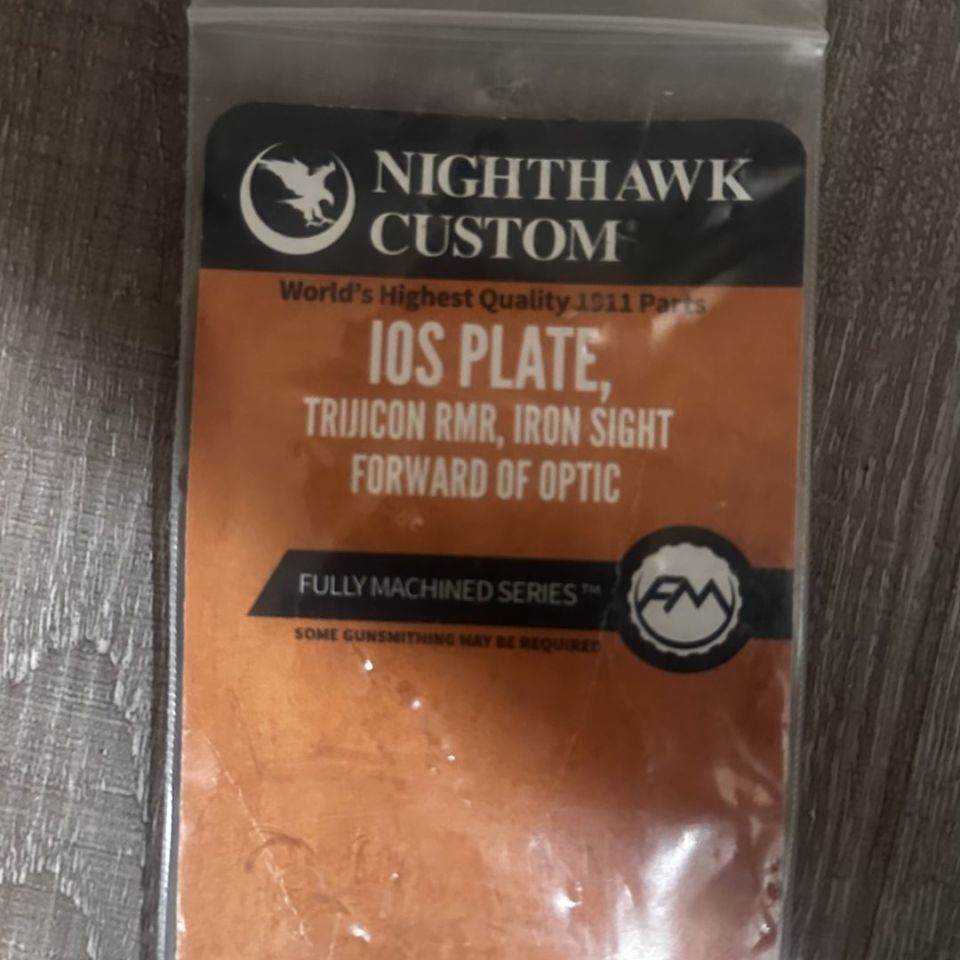 NIGHTHAWK
CUSTOM
World's Highest Quality 1911 Parts
IOS PLATE,
TRIJICON RMR, IRON SIGHT
FORWARD OF OPTIC
FULLY MACHINED SERIES™
FM
SOME GUNSMITHING MAY BE REQUIRED